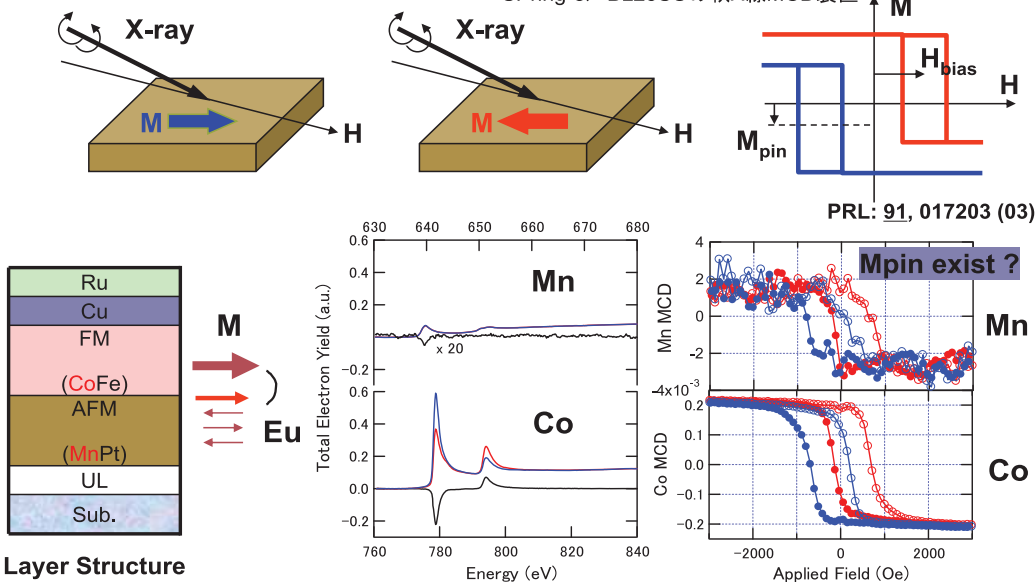 X-ray
M
H
X-ray
M
H
M
H bias
H
M pin
PRL: 91, 017203 (03)
Ru
Cu
FM
(CoFe)
AFM
(MnPt)
UL
Sub.
Layer Structure
M
Eu
630 640 650 660 670 680
0.6
0.4
0.2
0.0
-0.2
Mn
x 20
0.6
0.4
0.2
0.0
-0.2
Co
Total Electron Yield (a.u.)
760 780 800 820 840
Energy (eV)
Mpin exist ?
4
2
0
-2
-4×10⁻³
Mn MCD
Mn
0.2
0.1
0.0
-0.1
-0.2
Co MCD
Co
-2000 0 2000
Applied Field (Oe)